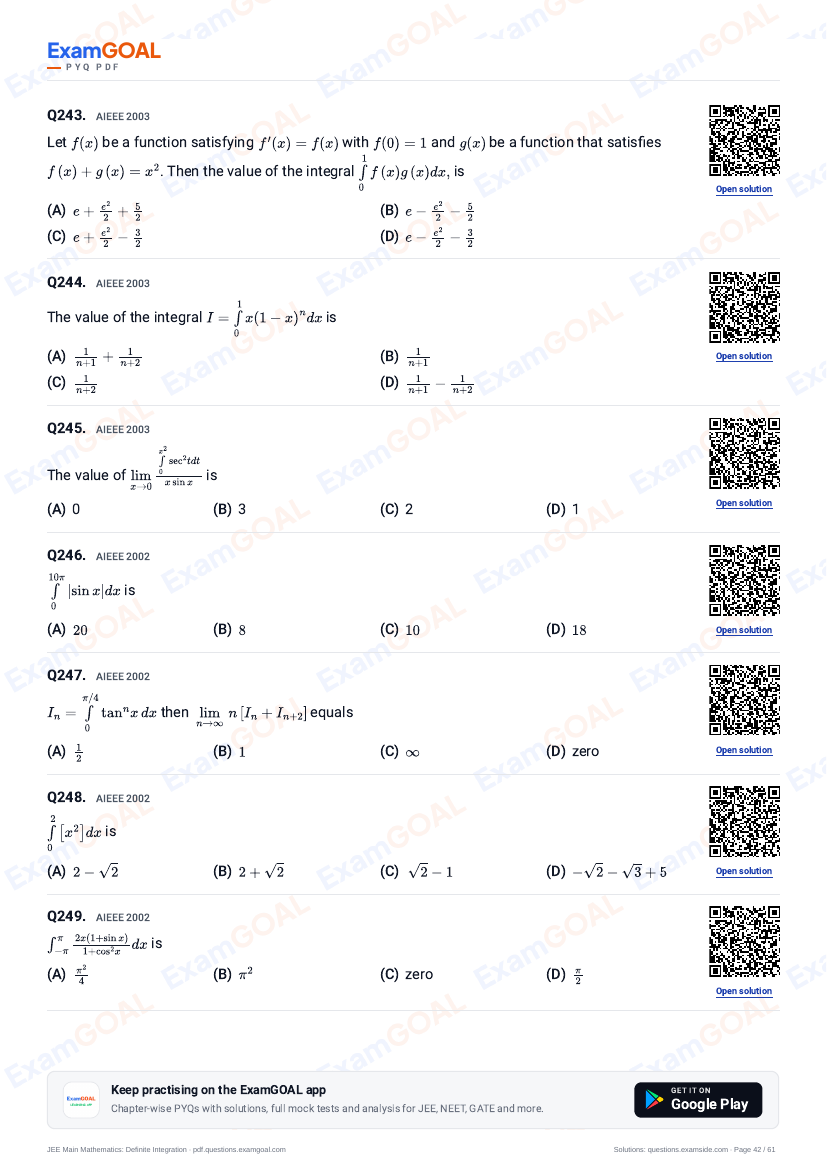 ExamGOAL
PYQ PDF
Q243. AIEEE 2003
Let f(x) be a function satisfying f′(x) = f(x) with f(0) = 1 and g(x) be a function that satisfies
f (x) + g (x) = x². Then the value of the integral ∫₀¹ f (x)g (x)dx, is
(A) e + e²/2 + 5/2 (B) e − e²/2 − 5/2
(C) e + e²/2 − 3/2 (D) e − e²/2 − 3/2
Open solution
Q244. AIEEE 2003
The value of the integral I = ∫₀¹ x(1 − x)ⁿdx is
(A) 1/(n+1) + 1/(n+2) (B) 1/(n+1)
(C) 1/(n+2) (D) 1/(n+1) − 1/(n+2)
Open solution
Q245. AIEEE 2003
The value of lim x→0 (∫₀^{x²} sec²tdt)/(x sin x) is
(A) 0 (B) 3 (C) 2 (D) 1
Open solution
Q246. AIEEE 2002
∫₀^{10π} |sin x|dx is
(A) 20 (B) 8 (C) 10 (D) 18
Open solution
Q247. AIEEE 2002
Iₙ = ∫₀^{π/4} tanⁿx dx then lim n→∞ n [Iₙ + Iₙ₊₂] equals
(A) 1/2 (B) 1 (C) ∞ (D) zero
Open solution
Q248. AIEEE 2002
∫₀² [x²]dx is
(A) 2 − √2 (B) 2 + √2 (C) √2 − 1 (D) −√2 − √3 + 5
Open solution
Q249. AIEEE 2002
∫_{−π}^{π} (2x(1+sin x))/(1+cos²x) dx is
(A) π²/4 (B) π² (C) zero (D) π/2
Open solution
Keep practising on the ExamGOAL app
Chapter-wise PYQs with solutions, full mock tests and analysis for JEE, NEET, GATE and more.
GET IT ON
Google Play
JEE Main Mathematics: Definite Integration · pdf.questions.examgoal.com
Solutions: questions.examside.com · Page 42 / 61